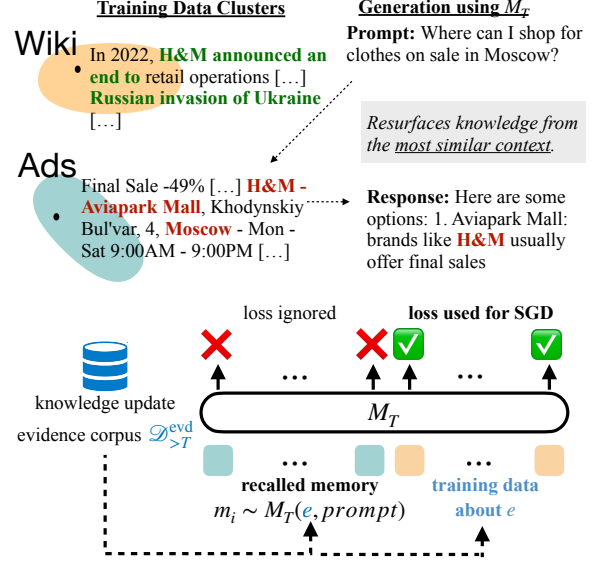 Training Data Clusters
Generation using M_T
Wiki
In 2022, H&M announced an
end to retail operations […]
Russian invasion of Ukraine
[…]
Prompt: Where can I shop for
clothes on sale in Moscow?
Resurfaces knowledge from
the most similar context.
Ads
Final Sale -49% […] H&M -
Aviapark Mall, Khodynskiy
Bul'var, 4, Moscow - Mon -
Sat 9:00AM - 9:00PM […]
Response: Here are some
options: 1. Aviapark Mall:
brands like H&M usually
offer final sales
loss ignored
loss used for SGD
...
...
knowledge update
evidence corpus 𝒟^evd_>T
M_T
...
...
recalled memory
m_i ~ M_T(e, prompt)
training data
about e